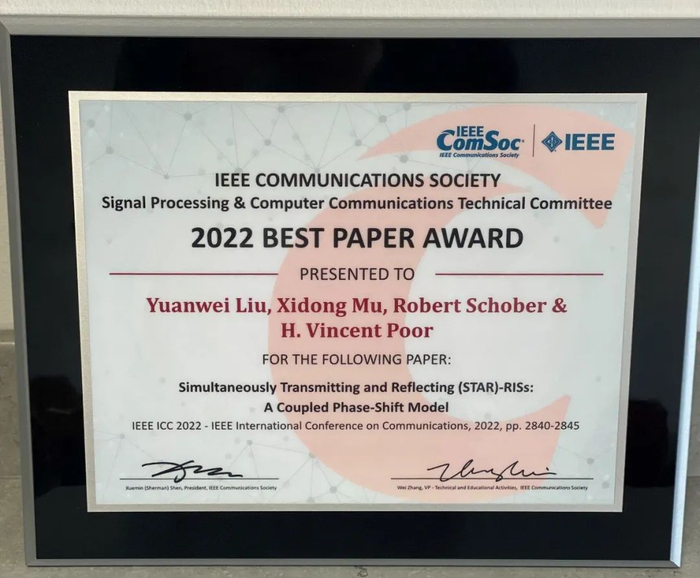 IEEE
ComSoc
IEEE Communications Society
IEEE
IEEE COMMUNICATIONS SOCIETY
Signal Processing & Computer Communications Technical Committee
2022 BEST PAPER AWARD
PRESENTED TO
Yuanwei Liu, Xidong Mu, Robert Schober &
H. Vincent Poor
FOR THE FOLLOWING PAPER:
Simultaneously Transmitting and Reflecting (STAR)-RISs:
A Coupled Phase-Shift Model
IEEE ICC 2022 - IEEE International Conference on Communications, 2022, pp. 2840-2845
Xuemin (Sherman) Shen, President, IEEE Communications Society
Wei Zhang, VP - Technical and Educational Activities, IEEE Communications Society